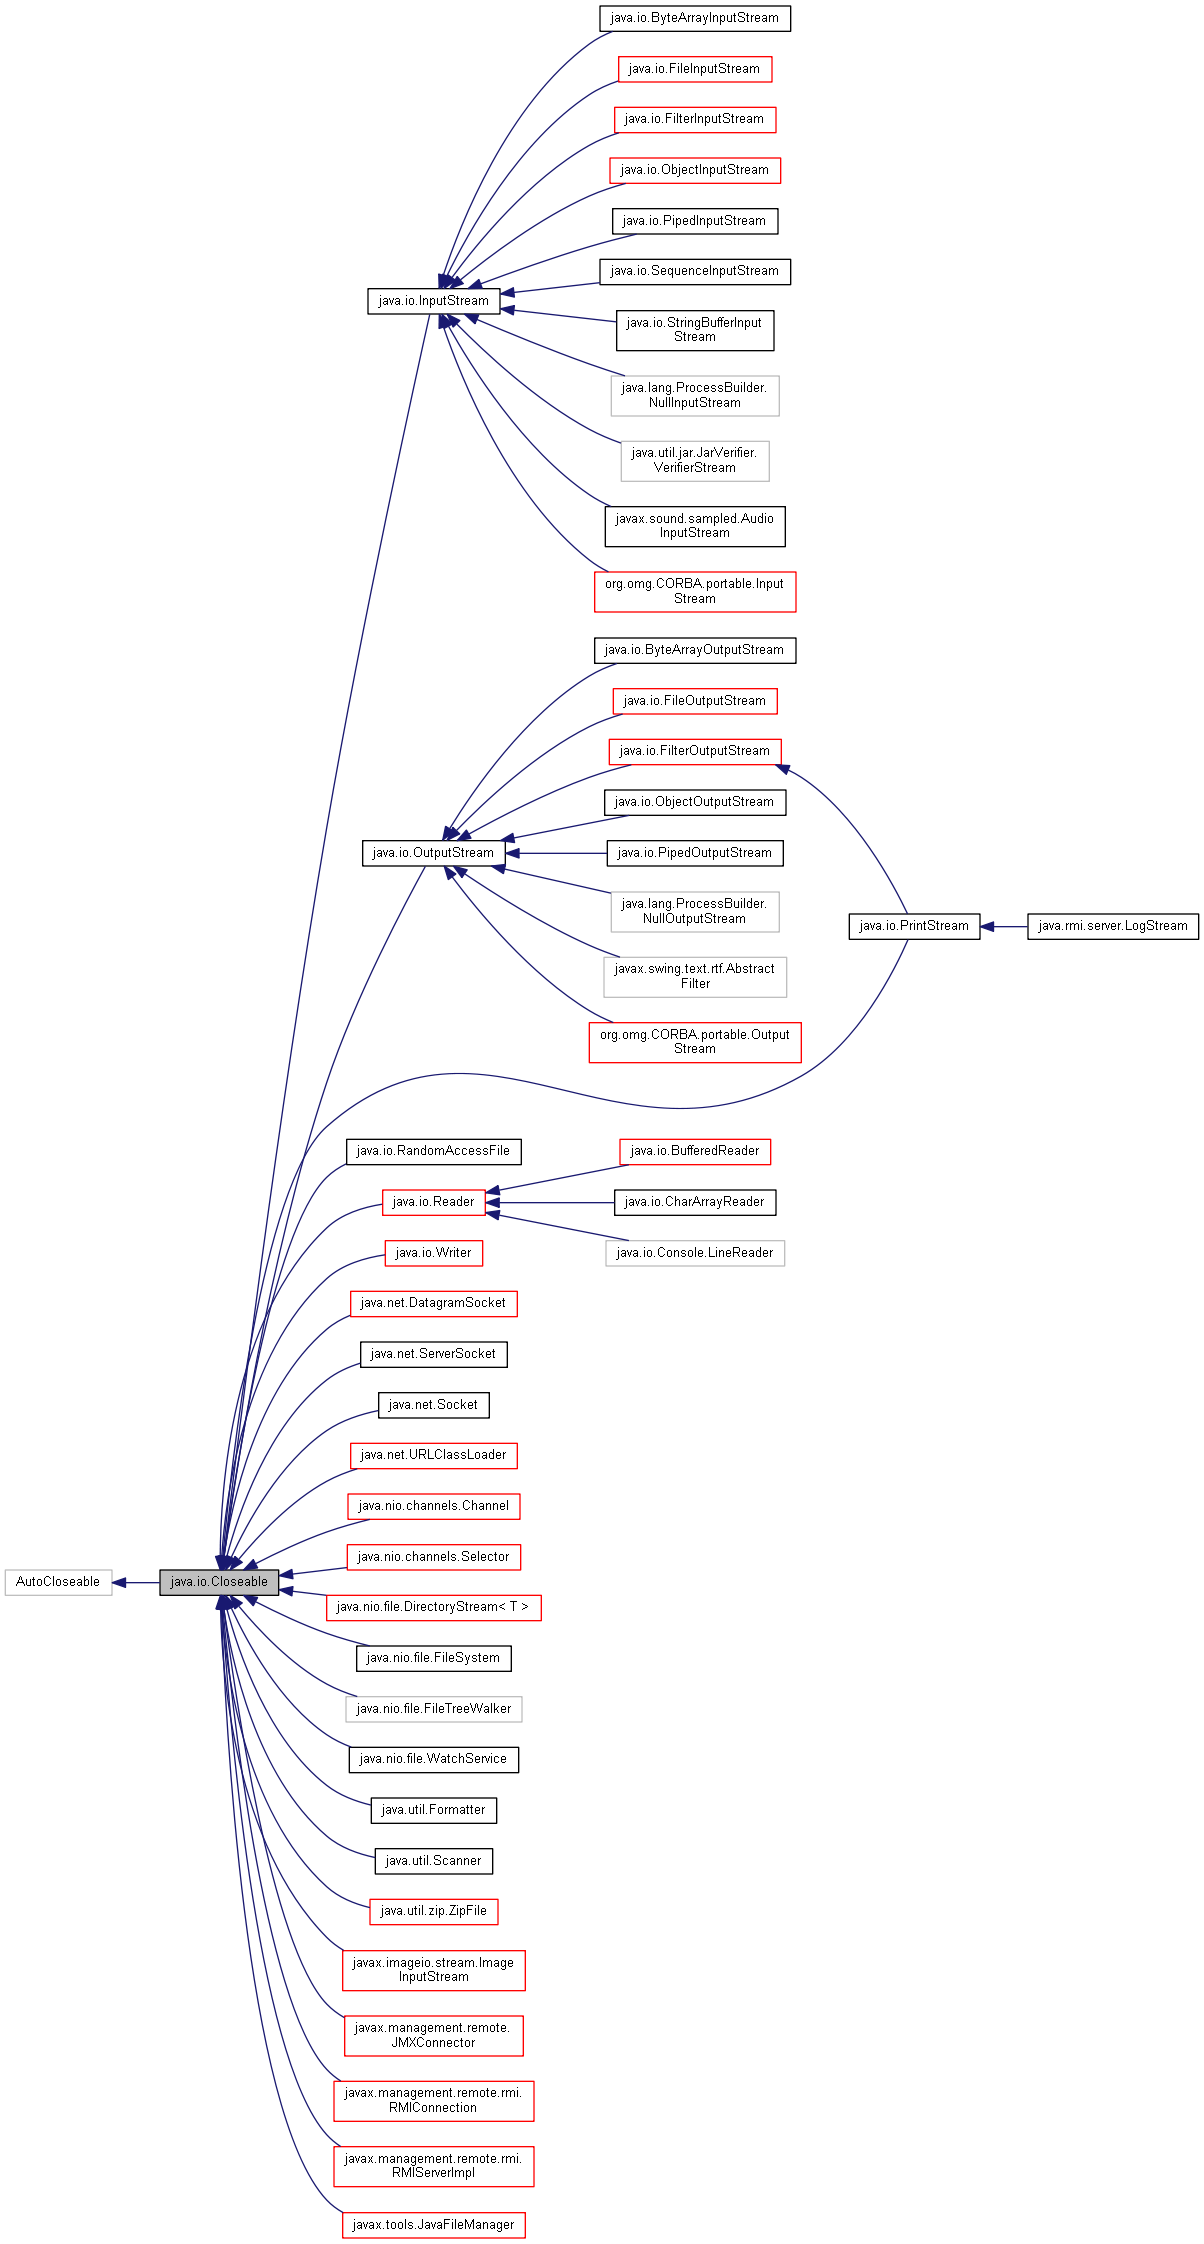 java.io.ByteArrayInputStream
java.io.FileInputStream
java.io.FilterInputStream
java.io.ObjectInputStream
java.io.PipedInputStream
java.io.SequenceInputStream
java.io.InputStream
java.io.StringBufferInput
Stream
java.lang.ProcessBuilder.
NullInputStream
java.util.jar.JarVerifier.
VerifierStream
javax.sound.sampled.Audio
InputStream
org.omg.CORBA.portable.Input
Stream
java.io.ByteArrayOutputStream
java.io.FileOutputStream
java.io.FilterOutputStream
java.io.ObjectOutputStream
java.io.OutputStream
java.io.PipedOutputStream
java.lang.ProcessBuilder.
NullOutputStream
java.io.PrintStream
java.rmi.server.LogStream
javax.swing.text.rtf.Abstract
Filter
org.omg.CORBA.portable.Output
Stream
java.io.RandomAccessFile
java.io.BufferedReader
java.io.Reader
java.io.CharArrayReader
java.io.Writer
java.io.Console.LineReader
java.net.DatagramSocket
java.net.ServerSocket
java.net.Socket
java.net.URLClassLoader
java.nio.channels.Channel
java.nio.channels.Selector
AutoCloseable
java.io.Closeable
java.nio.file.DirectoryStream< T >
java.nio.file.FileSystem
java.nio.file.FileTreeWalker
java.nio.file.WatchService
java.util.Formatter
java.util.Scanner
java.util.zip.ZipFile
javax.imageio.stream.Image
InputStream
javax.management.remote.
JMXConnector
javax.management.remote.rmi.
RMIConnection
javax.management.remote.rmi.
RMIServerImpl
javax.tools.JavaFileManager